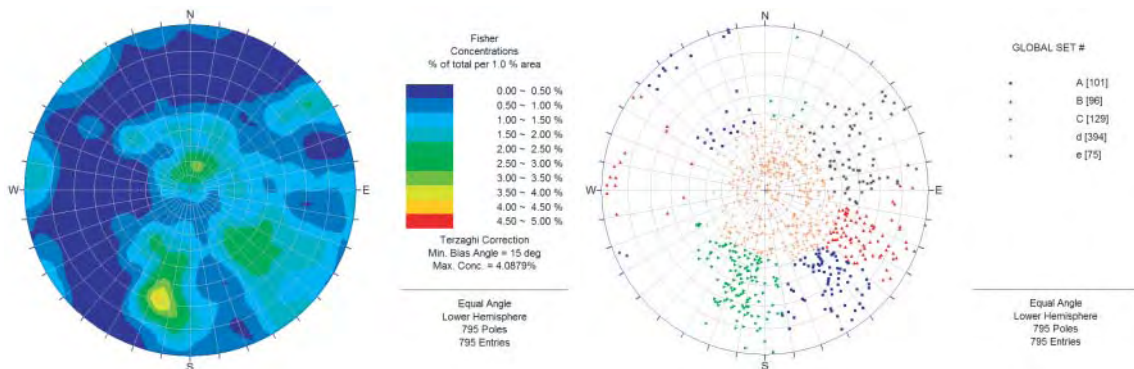 N
W
E
S
Fisher
Concentrations
% of total per 1.0 % area
0.00 ~ 0.50 %
0.50 ~ 1.00 %
1.00 ~ 1.50 %
1.50 ~ 2.00 %
2.00 ~ 2.50 %
2.50 ~ 3.00 %
3.00 ~ 3.50 %
3.50 ~ 4.00 %
4.00 ~ 4.50 %
4.50 ~ 5.00 %
Terzaghi Correction
Min. Bias Angle = 15 deg
Max. Conc. = 4.0879%
Equal Angle
Lower Hemisphere
795 Poles
795 Entries
N
W
E
S
GLOBAL SET #
A [101]
B [96]
C [129]
d [394]
e [75]
Equal Angle
Lower Hemisphere
795 Poles
795 Entries